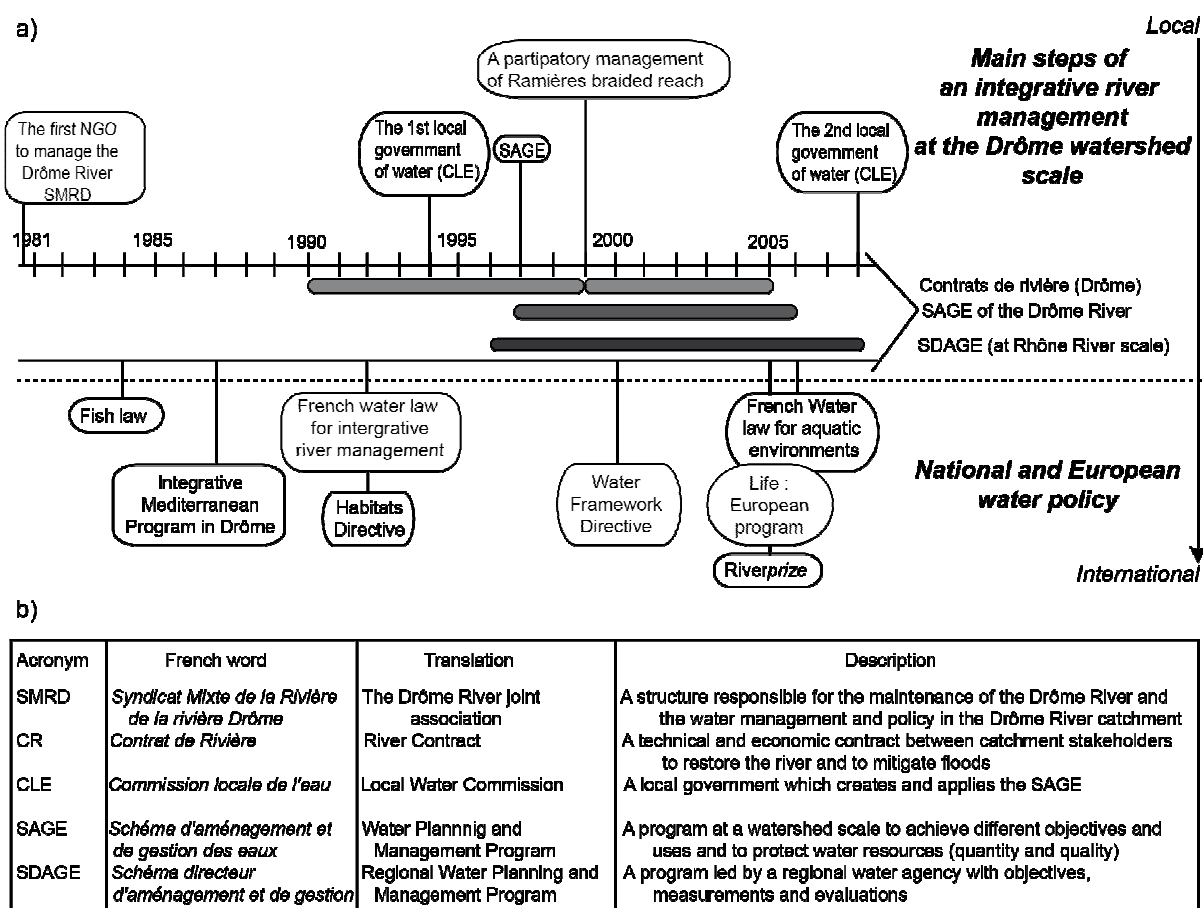 a)
Local
Main steps of
an integrative river
management
at the Drôme watershed
scale
A partipatory management
of Ramières braided reach
The first NGO
to manage the
Drôme River
SMRD
The 1st local
governmant
of water (CLE)
SAGE
The 2nd local
government
of water (CLE)
1981
1985
1990
1995
2000
2005
Contrats de rivière (Drôme)
SAGE of the Drôme River
SDAGE (at Rhône River scale)
Fish law
French water law
for intergrative
river management
French Water
law for aquatic
environments
Integrative
Mediterranean
Program in Drôme
Habitats
Directive
Water
Framework
Directive
Life :
European
program
Riverprize
National and European
water policy
International
b)
Acronym French word Translation Description
SMRD Syndicat Mixte de la Rivière The Drôme River joint A structure responsible for the maintenance of the Drôme River and
de la rivière Drôme association the water management and policy in the Drôme River catchment
CR Contrat de Rivière River Contract A technical and economic contract between catchment stakeholders
to restore the river and to mitigate floods
CLE Commission locale de l'eau Local Water Commission A local government which creates and applies the SAGE
SAGE Schéma d'aménagement et Water Plannnig and A program at a watershed scale to achieve different objectives and
de gestion des eaux Management Program uses and to protect water resources (quantity and quality)
SDAGE Schéma directeur Regional Water Planning and A program led by a regional water agency with objectives,
d'aménagement et de gestion Management Program measurements and evaluations